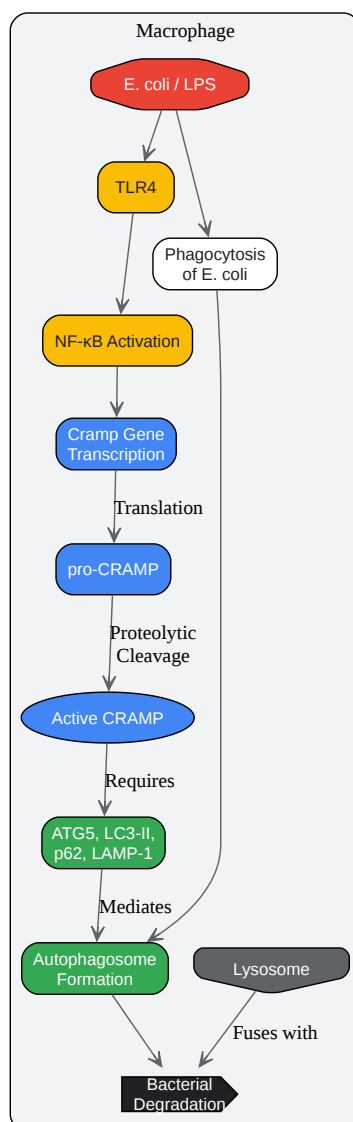 Macrophage
E. coli / LPS
TLR4
Phagocytosis
of E. coli
NF-κB Activation
Cramp Gene
Transcription
Translation
pro-CRAMP
Proteolytic
Cleavage
Active CRAMP
Requires
ATG5, LC3-II,
p62, LAMP-1
Mediates
Autophagosome
Formation
Lysosome
Fuses with
Bacterial
Degradation